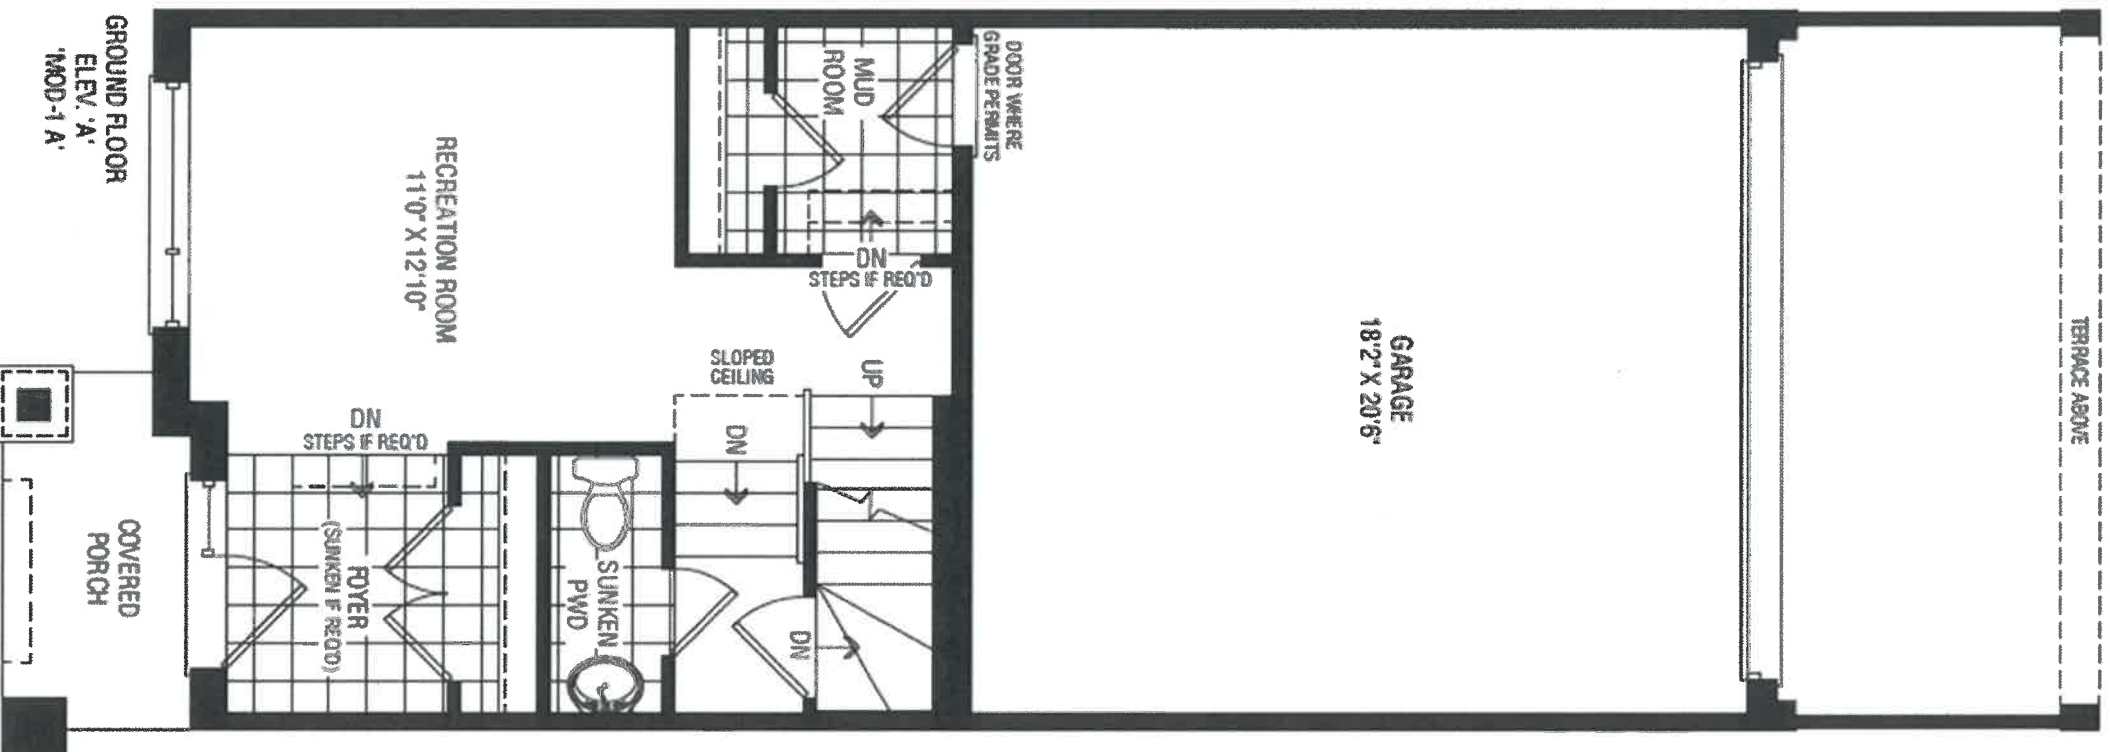 GROUND FLOOR
ELEV. 'A'
'MOD-1 A'
RECREATION ROOM
11'0" X 12'10"
MUD
ROOM
DOOR WHERE
GRADE PERMITS
DN
STEPS IF REQ'D
SLOPED
CEILING
UP
DN
DN
STEPS IF REQ'D
FOYER
(SUNKEN IF REQ'D)
SUNKEN
PWD
DN
COVERED
PORCH
GARAGE
18'2" X 20'6"
TERRACE ABOVE